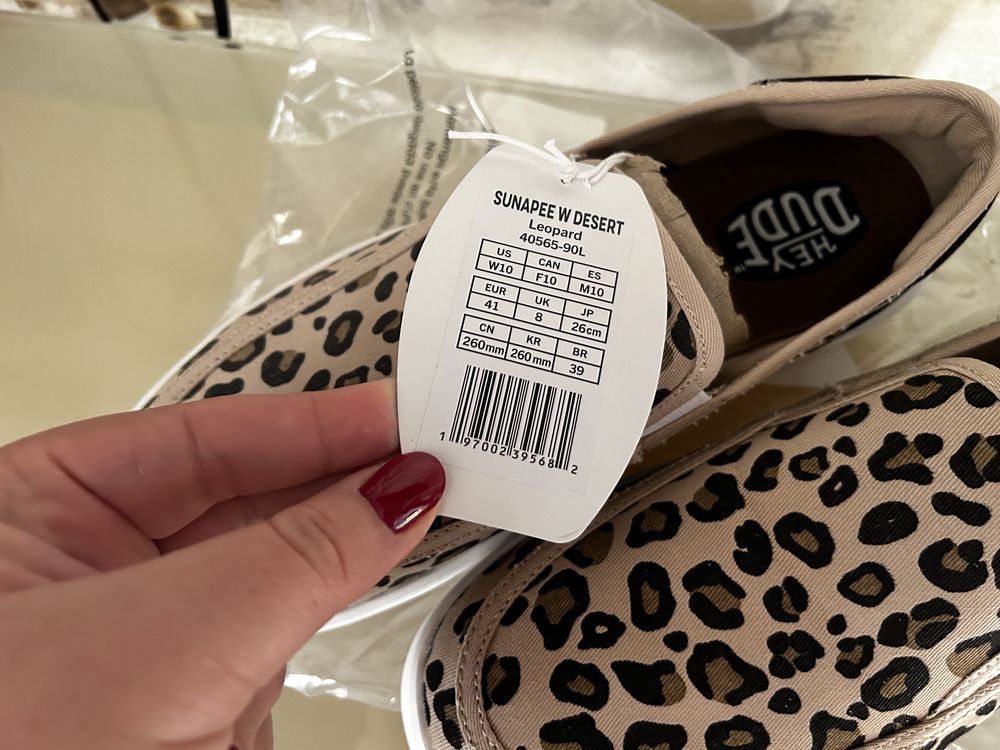 SUNAPEE W DESERT
Leopard
40565-90L
US CAN ES
W10 F10 M10
EUR UK JP
41 8 26cm
CN KR BR
260mm 260mm 39
1 97002 39568 2
HEY
DUDE